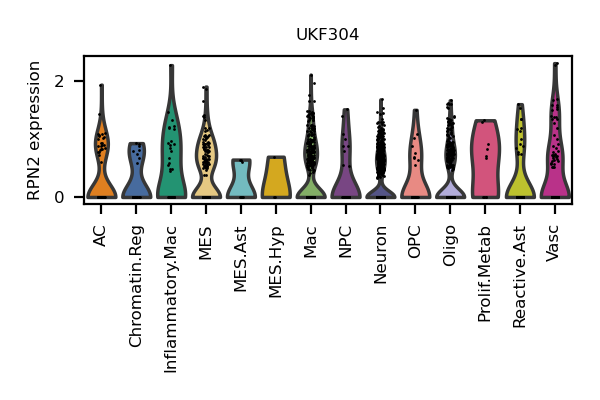 UKF304
RPN2 expression
2
0
AC
Chromatin.Reg
Inflammatory.Mac
MES
MES.Ast
MES.Hyp
Mac
NPC
Neuron
OPC
Oligo
Prolif.Metab
Reactive.Ast
Vasc